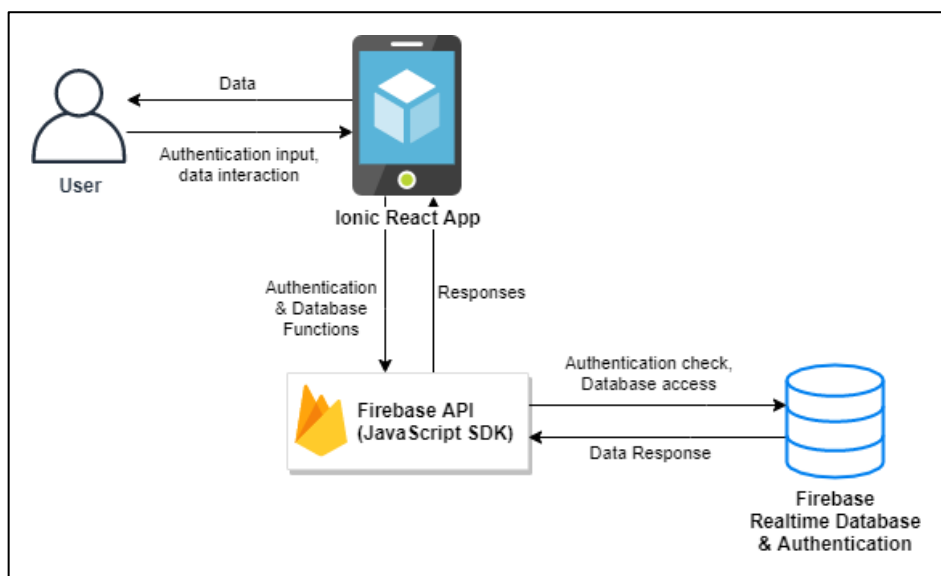 Data
Authentication input,
data interaction
User
Ionic React App
Authentication
& Database
Functions
Responses
Firebase API
(JavaScript SDK)
Authentication check,
Database access
Data Response
Firebase
Realtime Database
& Authentication